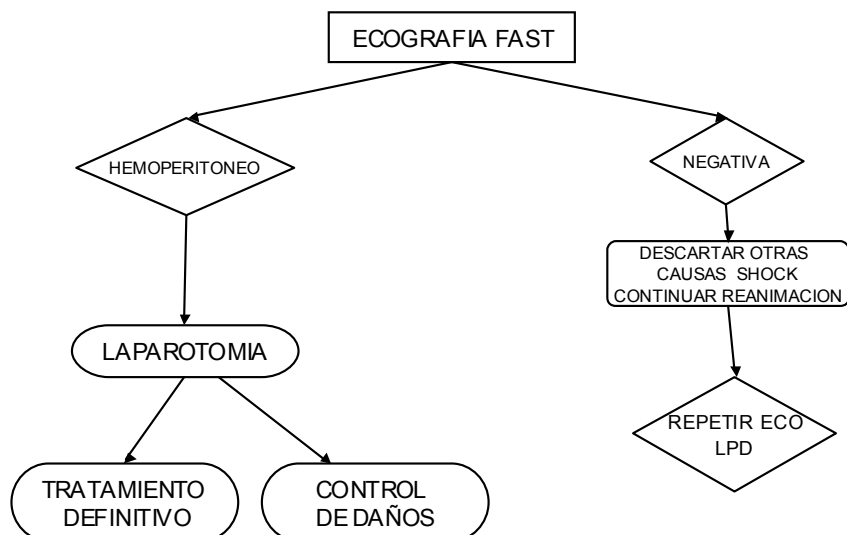 ECOGRAFIA FAST
HEMOPERITONEO
NEGATIVA
DESCARTAR OTRAS
CAUSAS SHOCK
CONTINUAR REANIMACION
LAPAROTOMIA
REPETIR ECO
LPD
TRATAMIENTO
DEFINITIVO
CONTROL
DE DAÑOS